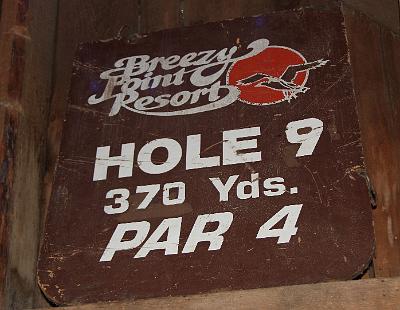 Breezy
Point
Resort
HOLE 9
370 Yds.
PAR 4